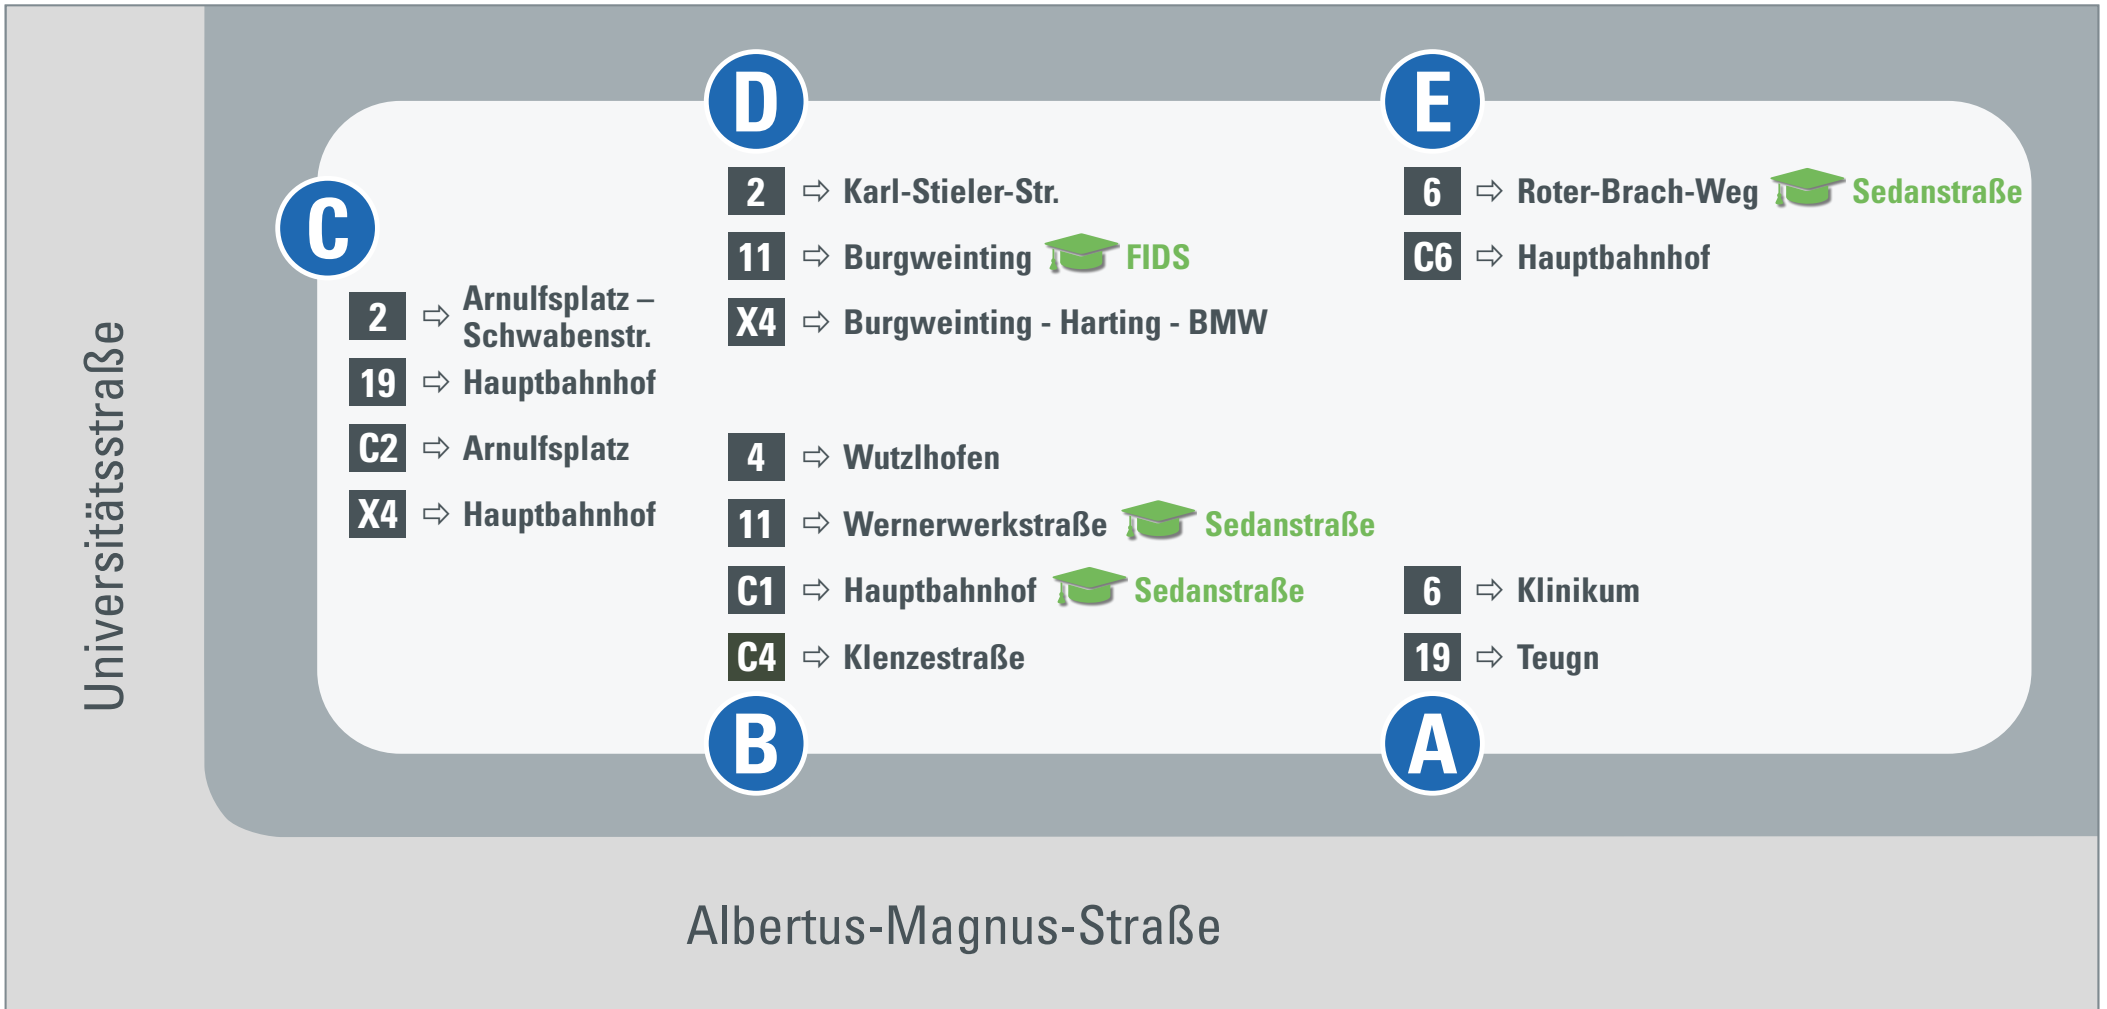 Universitätsstraße
C
2 ⇨ Arnulfsplatz –
Schwabenstr.
19 ⇨ Hauptbahnhof
C2 ⇨ Arnulfsplatz
X4 ⇨ Hauptbahnhof
D
2 ⇨ Karl-Stieler-Str.
11 ⇨ Burgweinting FIDS
X4 ⇨ Burgweinting - Harting - BMW
E
6 ⇨ Roter-Brach-Weg Sedanstraße
C6 ⇨ Hauptbahnhof
4 ⇨ Wutzlhofen
11 ⇨ Wernerwerkstraße Sedanstraße
C1 ⇨ Hauptbahnhof Sedanstraße
C4 ⇨ Klenzestraße
B
6 ⇨ Klinikum
19 ⇨ Teugn
A
Albertus-Magnus-Straße